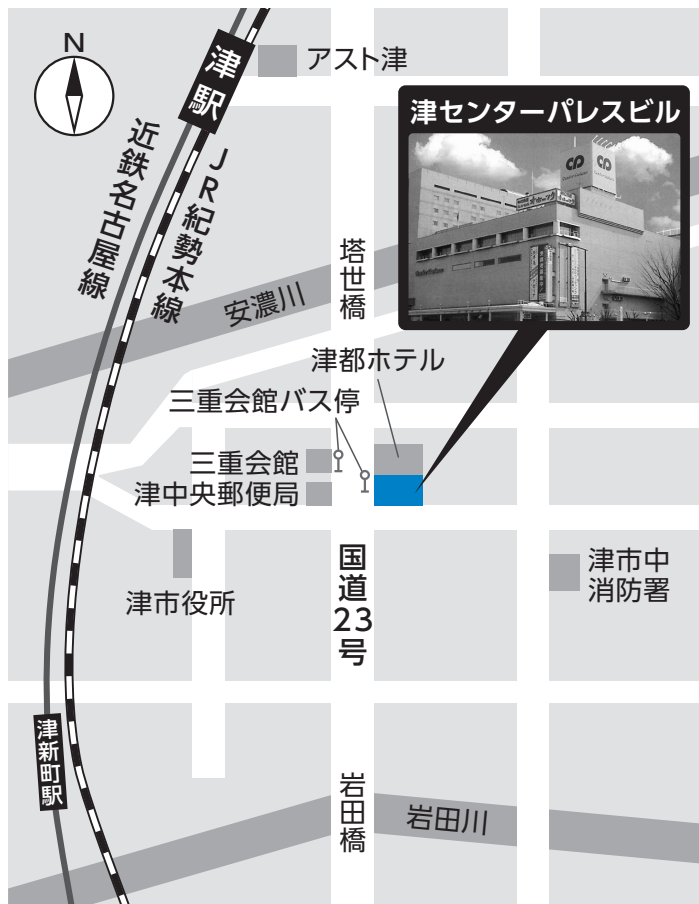 N
津駅
アスト津
津センターパレスビル
近鉄名古屋線
JR紀勢本線
塔世橋
安濃川
津都ホテル
三重会館バス停
三重会館
津中央郵便局
国道23号
津市役所
津市中
消防署
津新町駅
岩田橋
岩田川